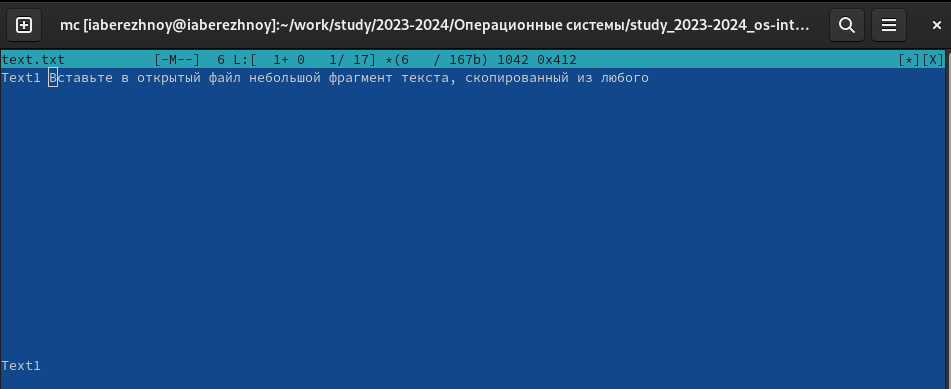 mc [iaberezhnoy@iaberezhnoy]:~/work/study/2023-2024/Операционные системы/study_2023-2024_os-int...
text.txt [-M--] 6 L:[ 1+ 0 1/ 17] *(6 / 167b) 1042 0x412 [*][X]
Text1 Вставьте в открытый файл небольшой фрагмент текста, скопированный из любого
Text1